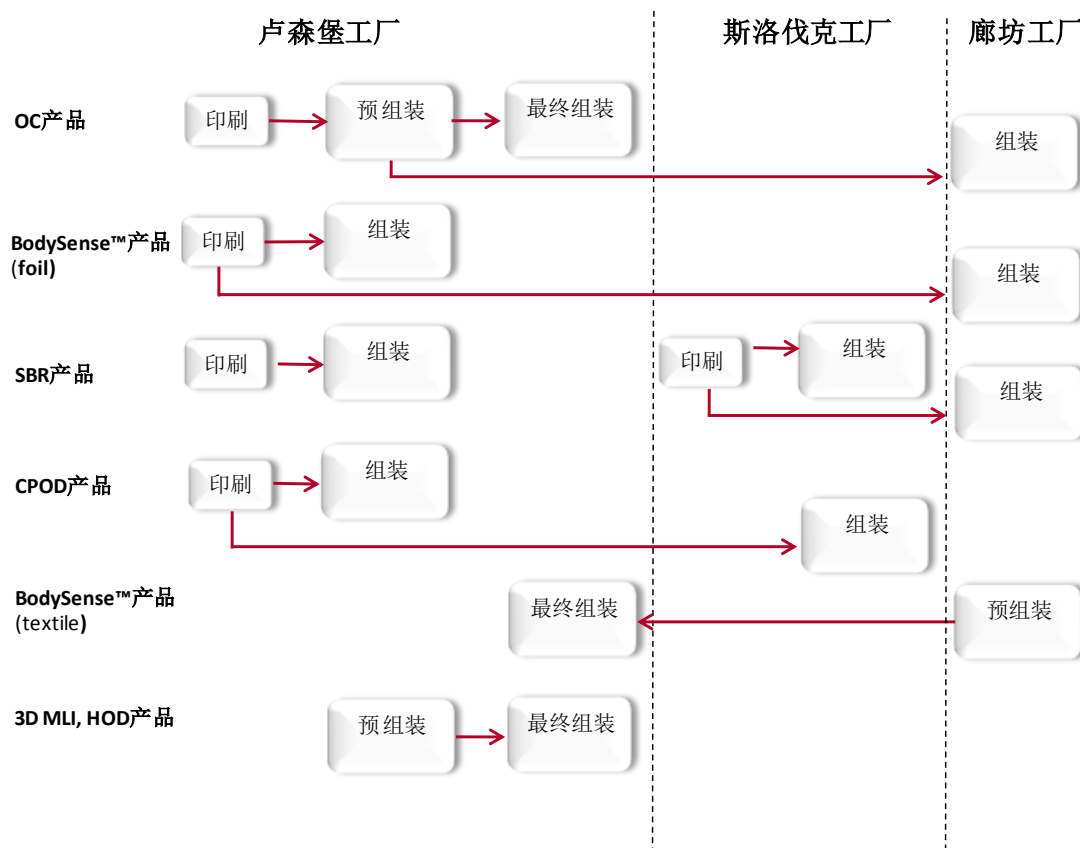 卢森堡工厂
斯洛伐克工厂
廊坊工厂
OC产品
印刷
预组装
最终组装
组装
BodySense™产品
(foil)
印刷
组装
组装
SBR产品
印刷
组装
印刷
组装
组装
CPOD产品
印刷
组装
组装
BodySense™产品
(textile)
最终组装
预组装
3D MLI, HOD产品
预组装
最终组装